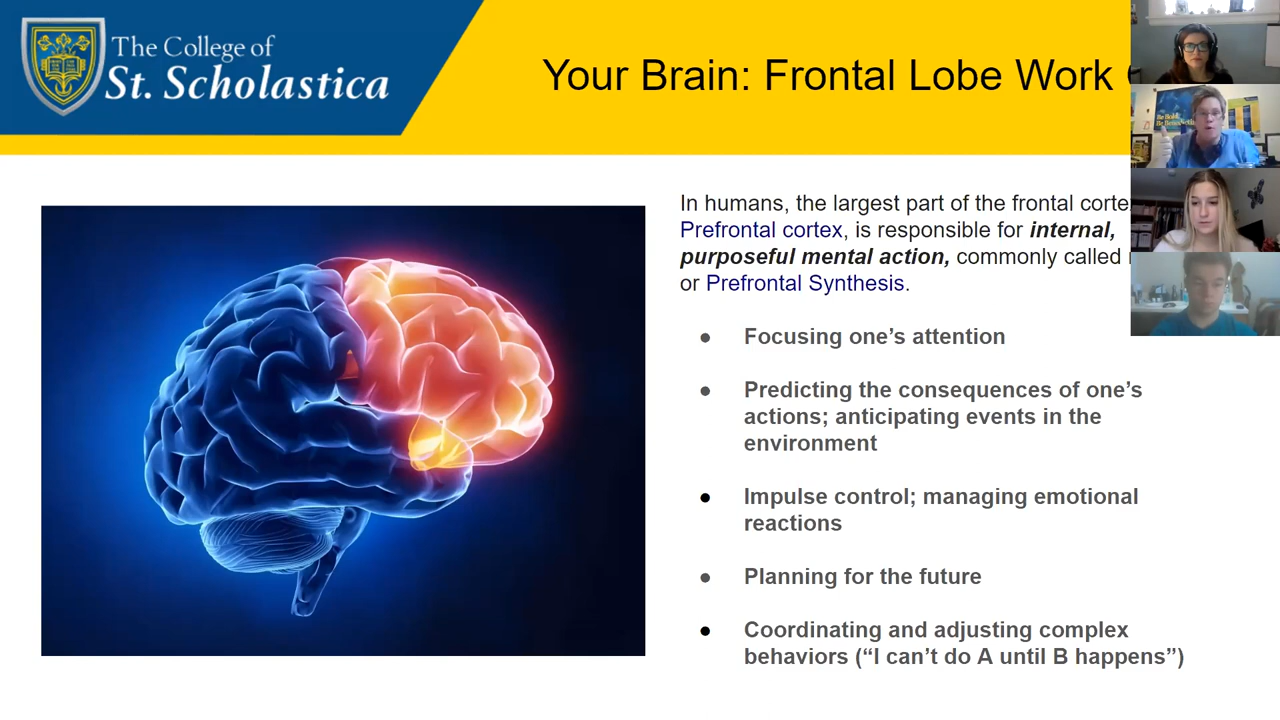 The College of
St. Scholastica
Your Brain: Frontal Lobe Work
In humans, the largest part of the frontal
Prefrontal cortex, is responsible for internal,
purposeful mental action, commonly called
or Prefrontal Synthesis.
● Focusing one’s attention
● Predicting the consequences of one’s
actions; anticipating events in the
environment
● Impulse control; managing emotional
reactions
● Planning for the future
● Coordinating and adjusting complex
behaviors (“I can’t do A until B happens”)